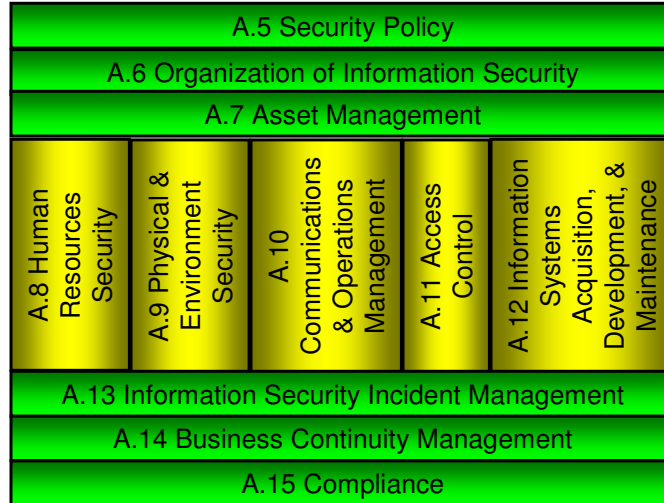 A.5 Security Policy
A.6 Organization of Information Security
A.7 Asset Management
A.8 Human
Resources
Security
A.9 Physical &
Environment
Security
A.10
Communications
& Operations
Management
A.11 Access
Control
A.12 Information
Systems
Acquisition,
Development, &
Maintenance
A.13 Information Security Incident Management
A.14 Business Continuity Management
A.15 Compliance